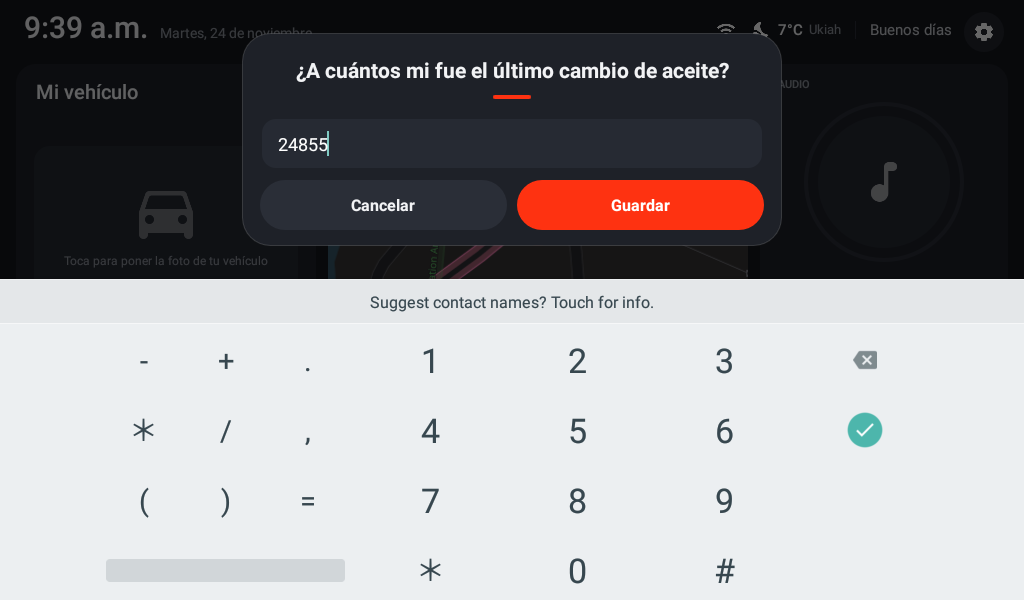 9:39 a.m.
Martes, 24 de noviembre
7°C Ukiah
Buenos días
Mi vehículo
AUDIO
¿A cuántos mi fue el último cambio de aceite?
24855
Cancelar
Guardar
Toca para poner la foto de tu vehículo
Suggest contact names? Touch for info.
- + . 1 2 3
* / , 4 5 6
( ) = 7 8 9
* 0 #